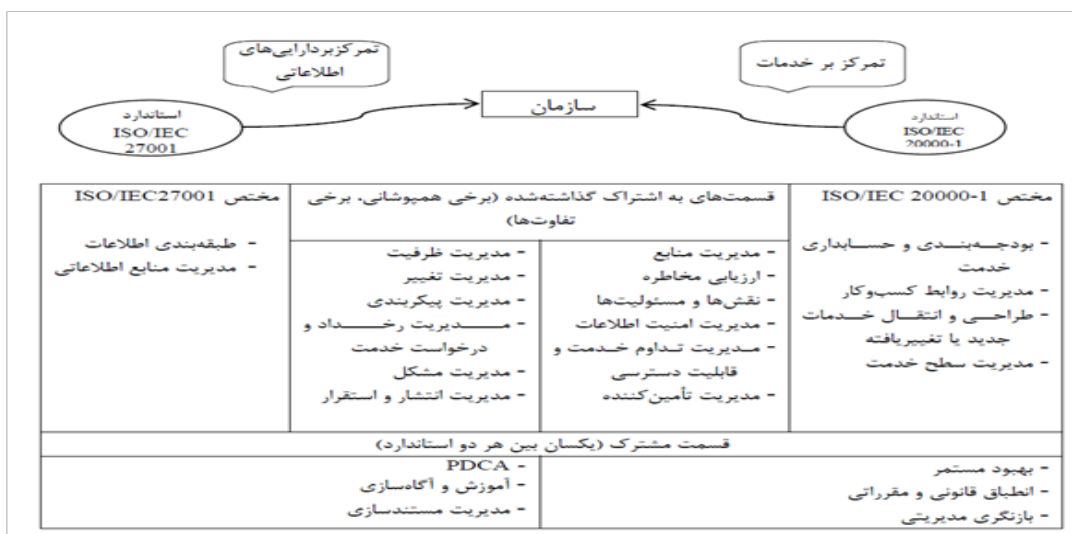 تمرکز بر خدمات
تمرکزبردارایی‌های
اطلاعاتی
سازمان
استاندارد
ISO/IEC
20000-1
استاندارد
ISO/IEC
27001
مختص ISO/IEC 20000-1
- بودجه‌بندی و حسابداری
خدمت
- مدیریت روابط کسب‌وکار
- طراحی و انتقال خدمات
جدید یا تغییریافته
- مدیریت سطح خدمت
قسمت‌های به اشتراک گذاشته‌شده (برخی همپوشانی، برخی
تفاوت‌ها)
- مدیریت منابع
- ارزیابی مخاطره
- نقش‌ها و مسئولیت‌ها
- مدیریت امنیت اطلاعات
- مدیریت تداوم خدمت و
قابلیت دسترسی
- مدیریت تأمین‌کننده
- مدیریت ظرفیت
- مدیریت تغییر
- مدیریت پیکربندی
- مدیریت رخداد و
درخواست خدمت
- مدیریت مشکل
- مدیریت انتشار و استقرار
مختص ISO/IEC27001
- طبقه‌بندی اطلاعات
- مدیریت منابع اطلاعاتی
قسمت مشترک (یکسان بین هر دو استاندارد)
- بهبود مستمر
- انطباق قانونی و مقرراتی
- بازنگری مدیریتی
- PDCA
- آموزش و آگاه‌سازی
- مدیریت مستندسازی